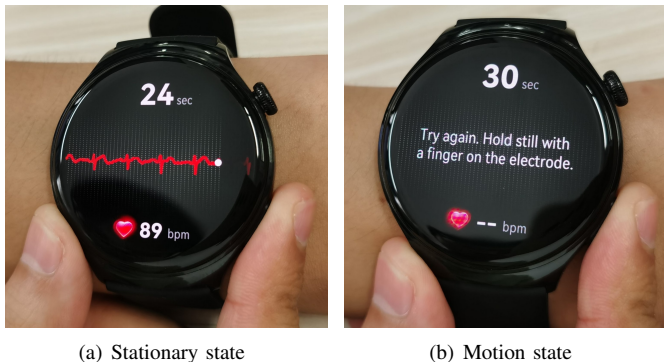 24 sec
89 bpm
30 sec
Try again. Hold still with
a finger on the electrode.
-- bpm
(a) Stationary state
(b) Motion state